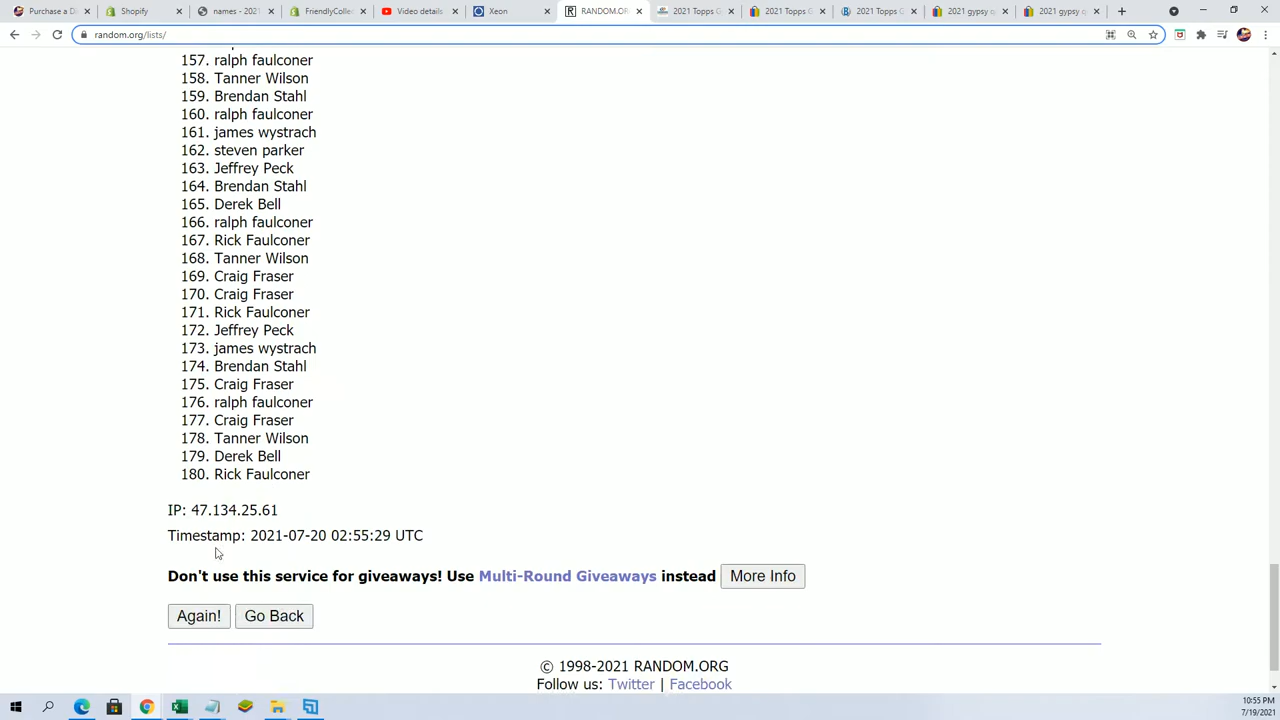 Purchase a Di
Shopify
names - 202
FriendlyCollec
Video details
Xeon
RANDOM.OR
2021 Topps G
2021 Topps G
2021 Topps G
2021 gypsy
2021 gypsy
random.org/lists/
157. ralph faulconer
158. Tanner Wilson
159. Brendan Stahl
160. ralph faulconer
161. james wystrach
162. steven parker
163. Jeffrey Peck
164. Brendan Stahl
165. Derek Bell
166. ralph faulconer
167. Rick Faulconer
168. Tanner Wilson
169. Craig Fraser
170. Craig Fraser
171. Rick Faulconer
172. Jeffrey Peck
173. james wystrach
174. Brendan Stahl
175. Craig Fraser
176. ralph faulconer
177. Craig Fraser
178. Tanner Wilson
179. Derek Bell
180. Rick Faulconer
IP: 47.134.25.61
Timestamp: 2021-07-20 02:55:29 UTC
Don't use this service for giveaways! Use Multi-Round Giveaways instead More Info
Again! Go Back
© 1998-2021 RANDOM.ORG
Follow us: Twitter | Facebook
10:55 PM
7/19/2021